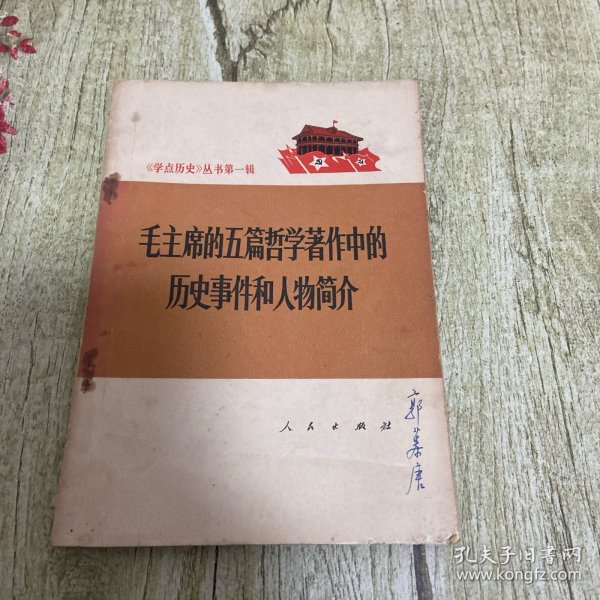 《学点历史》丛书第一辑
毛主席的五篇哲学著作中的
历史事件和人物简介
人民出版社
郭
唐
孔夫子旧书网
www.kongfz.com